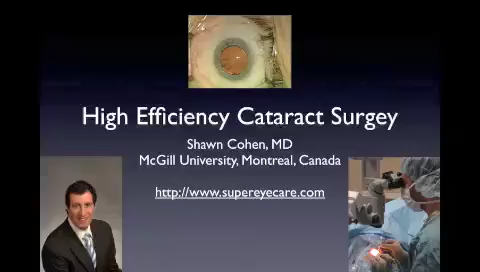 High Efficiency Cataract Surgey
Shawn Cohen, MD
McGill University, Montreal, Canada
http://www.supereyecare.com